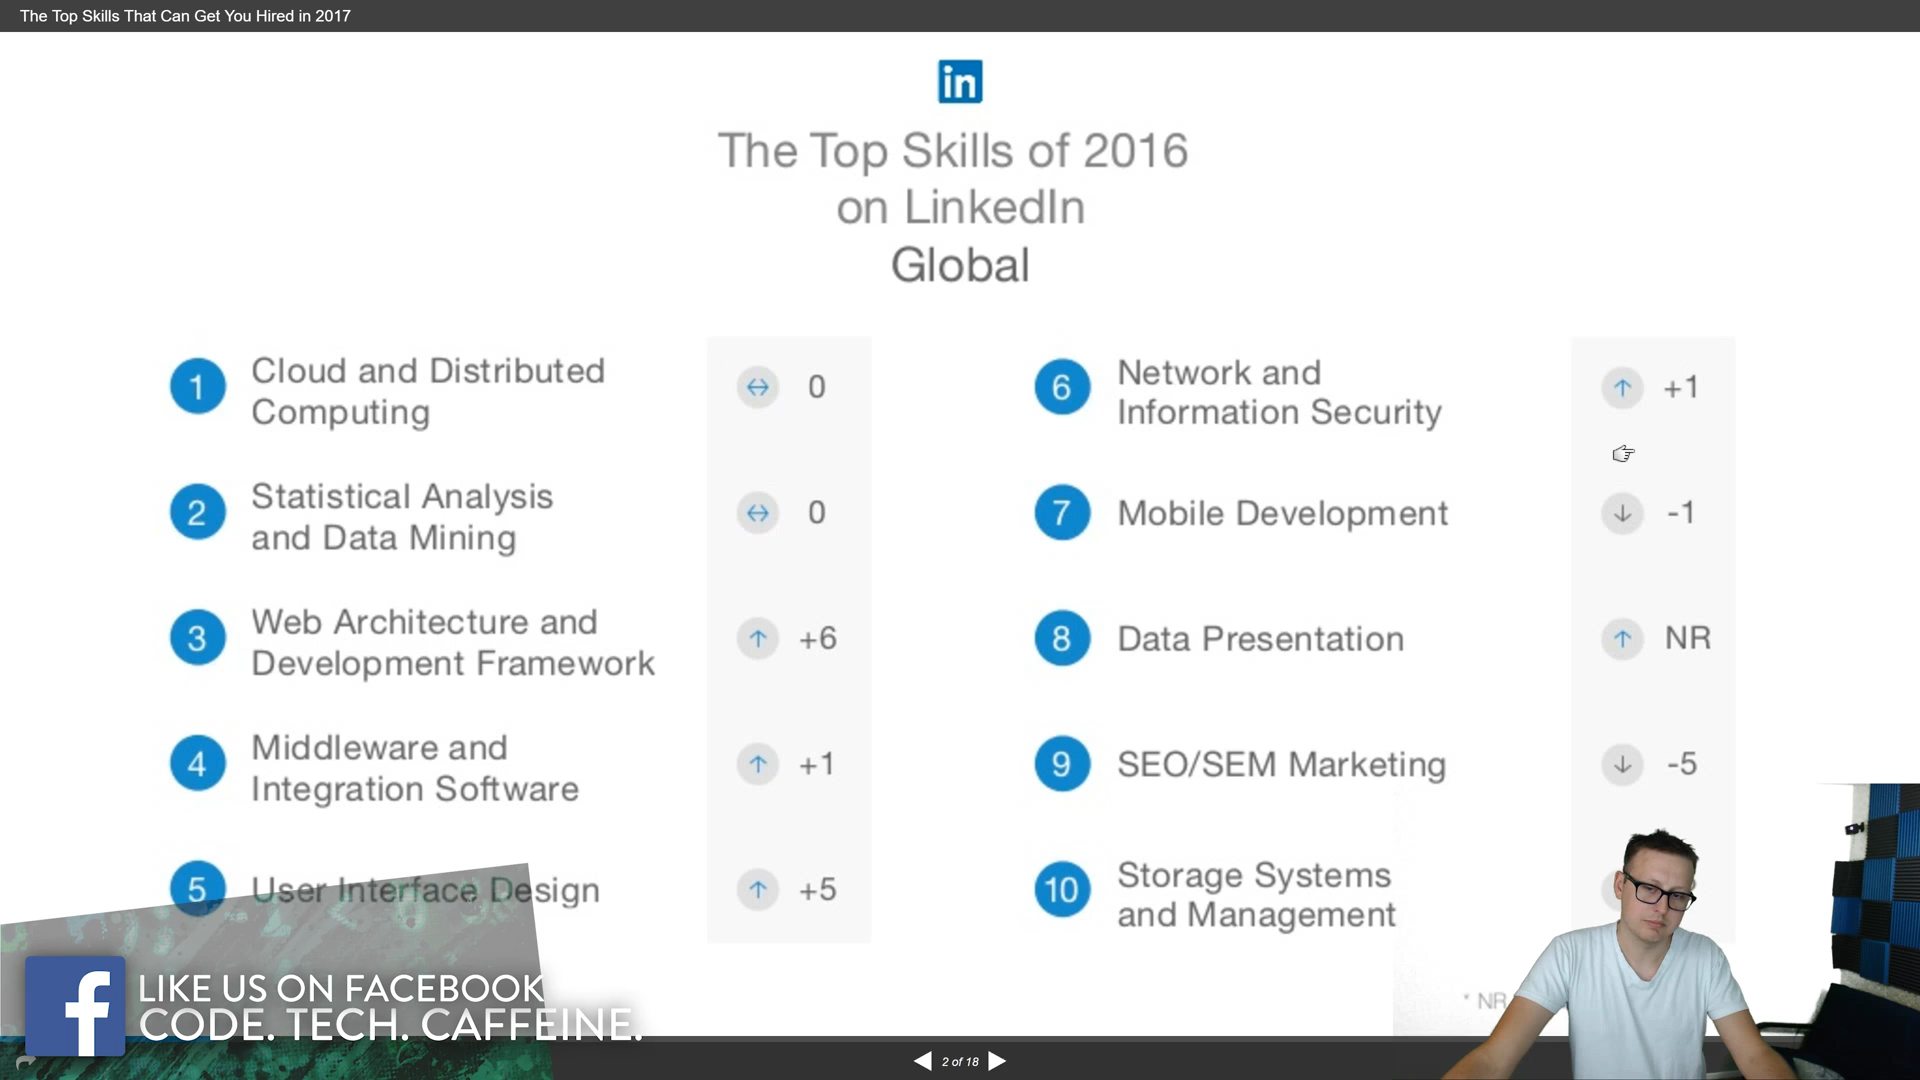 The Top Skills That Can Get You Hired in 2017
in
The Top Skills of 2016
on LinkedIn
Global
1
Cloud and Distributed
Computing
0
2
Statistical Analysis
and Data Mining
0
3
Web Architecture and
Development Framework
+6
4
Middleware and
Integration Software
+1
5
User Interface Design
+5
6
Network and
Information Security
+1
7
Mobile Development
-1
8
Data Presentation
NR
9
SEO/SEM Marketing
-5
10
Storage Systems
and Management
* NR
f
LIKE US ON FACEBOOK
CODE. TECH. CAFFEINE.
2 of 18